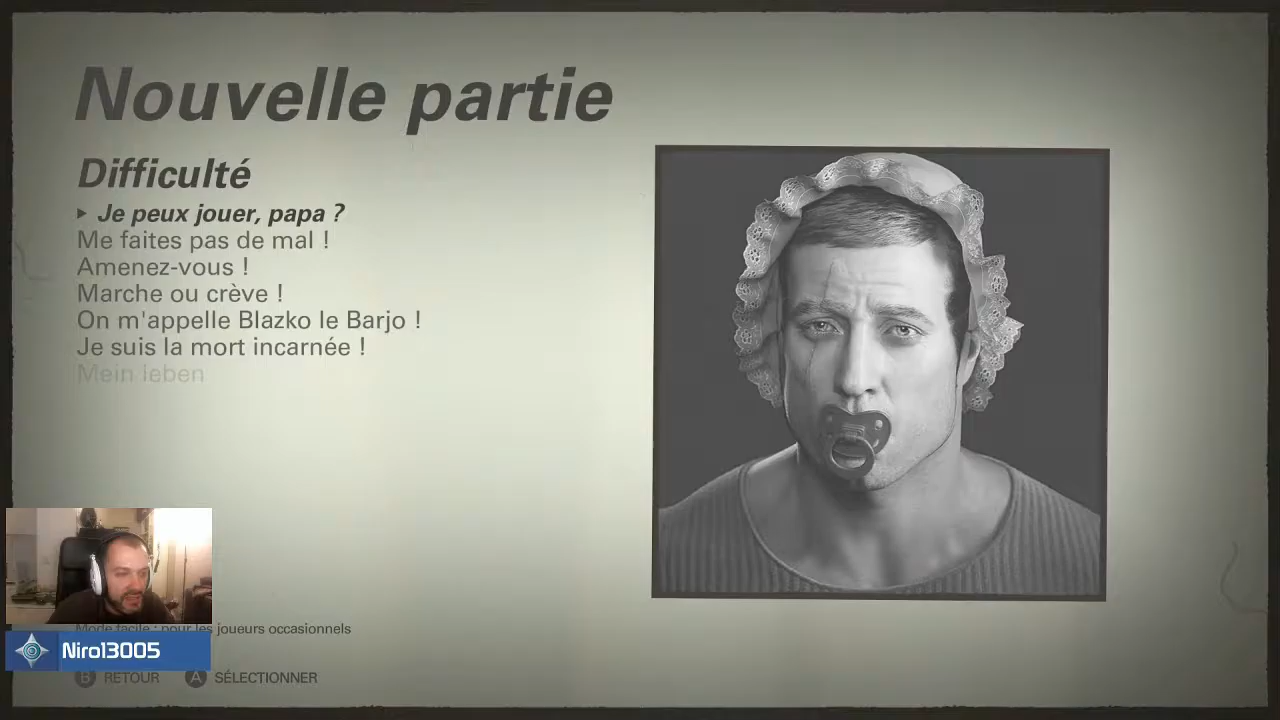 Nouvelle partie
Difficulté
Je peux jouer, papa ?
Me faites pas de mal !
Amenez-vous !
Marche ou crève !
On m'appelle Blazko le Barjo !
Je suis la mort incarnée !
Mein leben
Mode facile : pour les joueurs occasionnels
Nirol3005
B RETOUR A SÉLECTIONNER